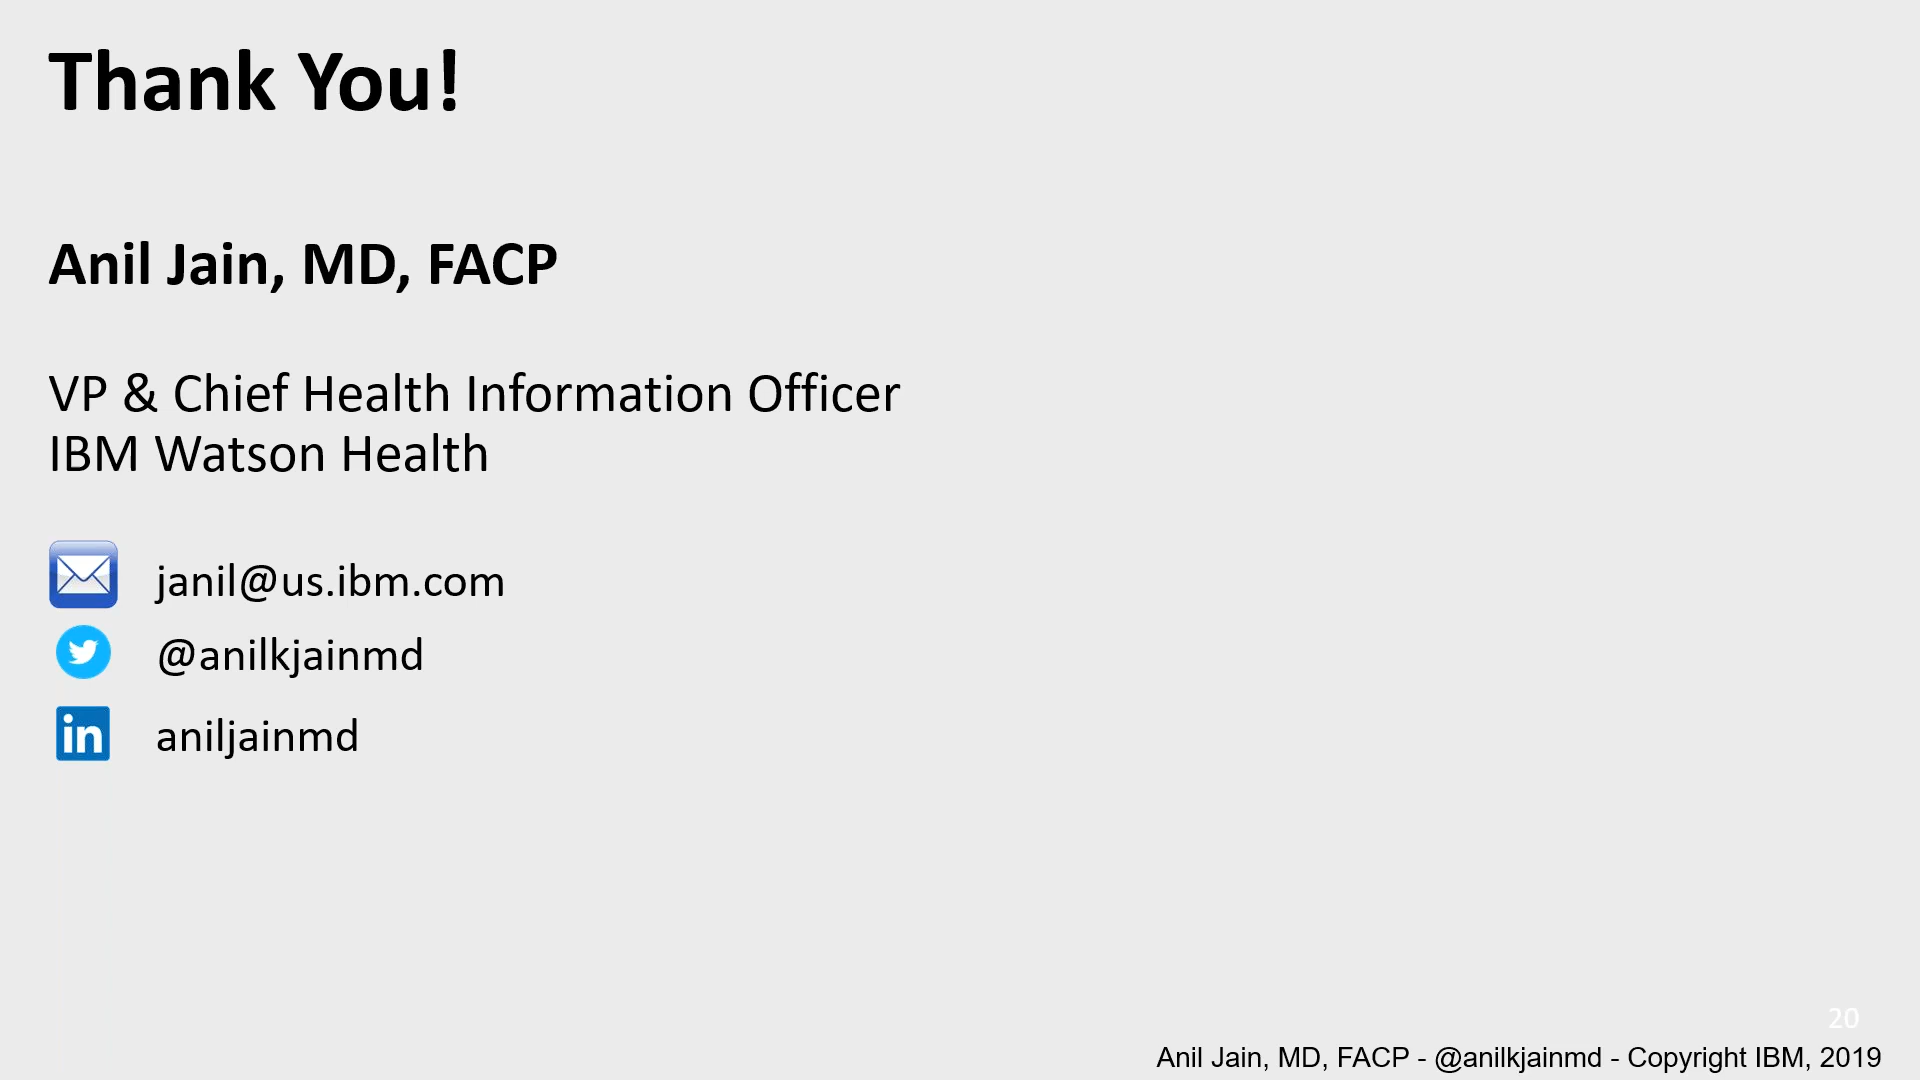 Thank You!
Anil Jain, MD, FACP
VP & Chief Health Information Officer
IBM Watson Health
janil@us.ibm.com
@anilkjainmd
in
aniljainmd
20
Anil Jain, MD, FACP - @anilkjainmd - Copyright IBM, 2019